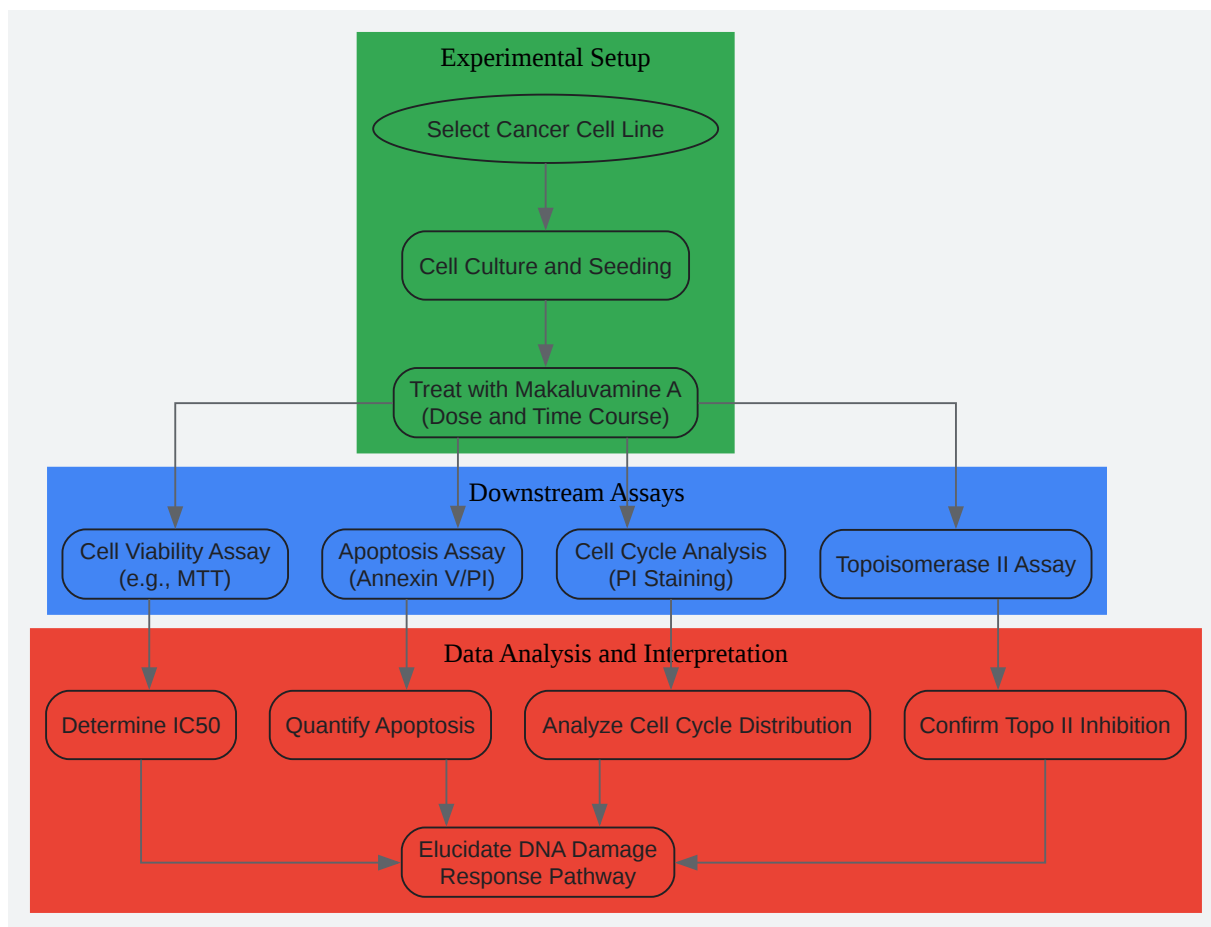 Experimental Setup
Select Cancer Cell Line
Cell Culture and Seeding
Treat with Makaluvamine A
(Dose and Time Course)
Downstream Assays
Cell Viability Assay
(e.g., MTT)
Apoptosis Assay
(Annexin V/PI)
Cell Cycle Analysis
(PI Staining)
Topoisomerase II Assay
Data Analysis and Interpretation
Determine IC50
Quantify Apoptosis
Analyze Cell Cycle Distribution
Confirm Topo II Inhibition
Elucidate DNA Damage
Response Pathway